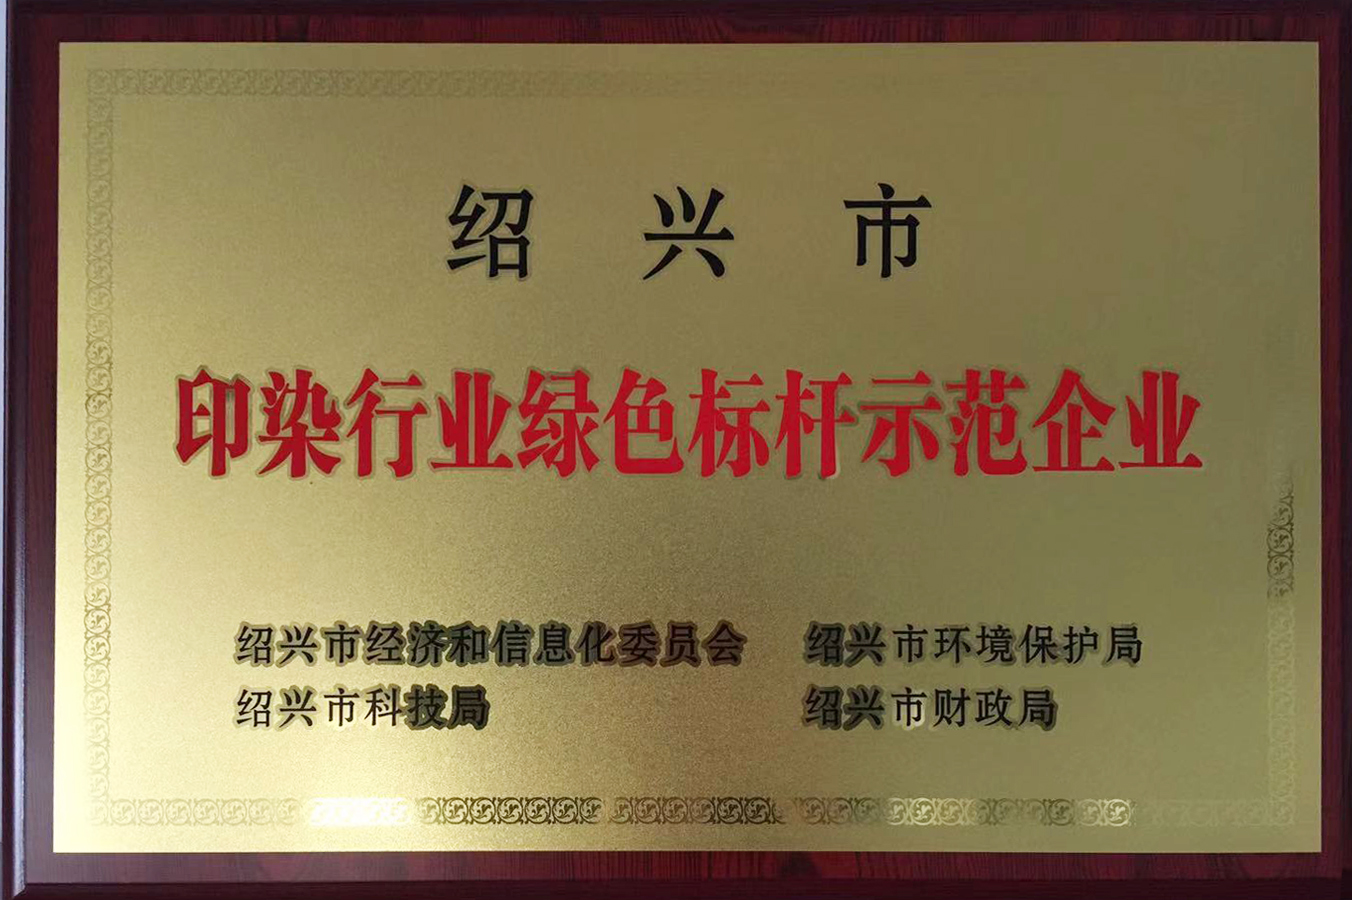 绍兴市
印染行业绿色标杆示范企业
绍兴市经济和信息化委员会 绍兴市环境保护局
绍兴市科技局 绍兴市财政局